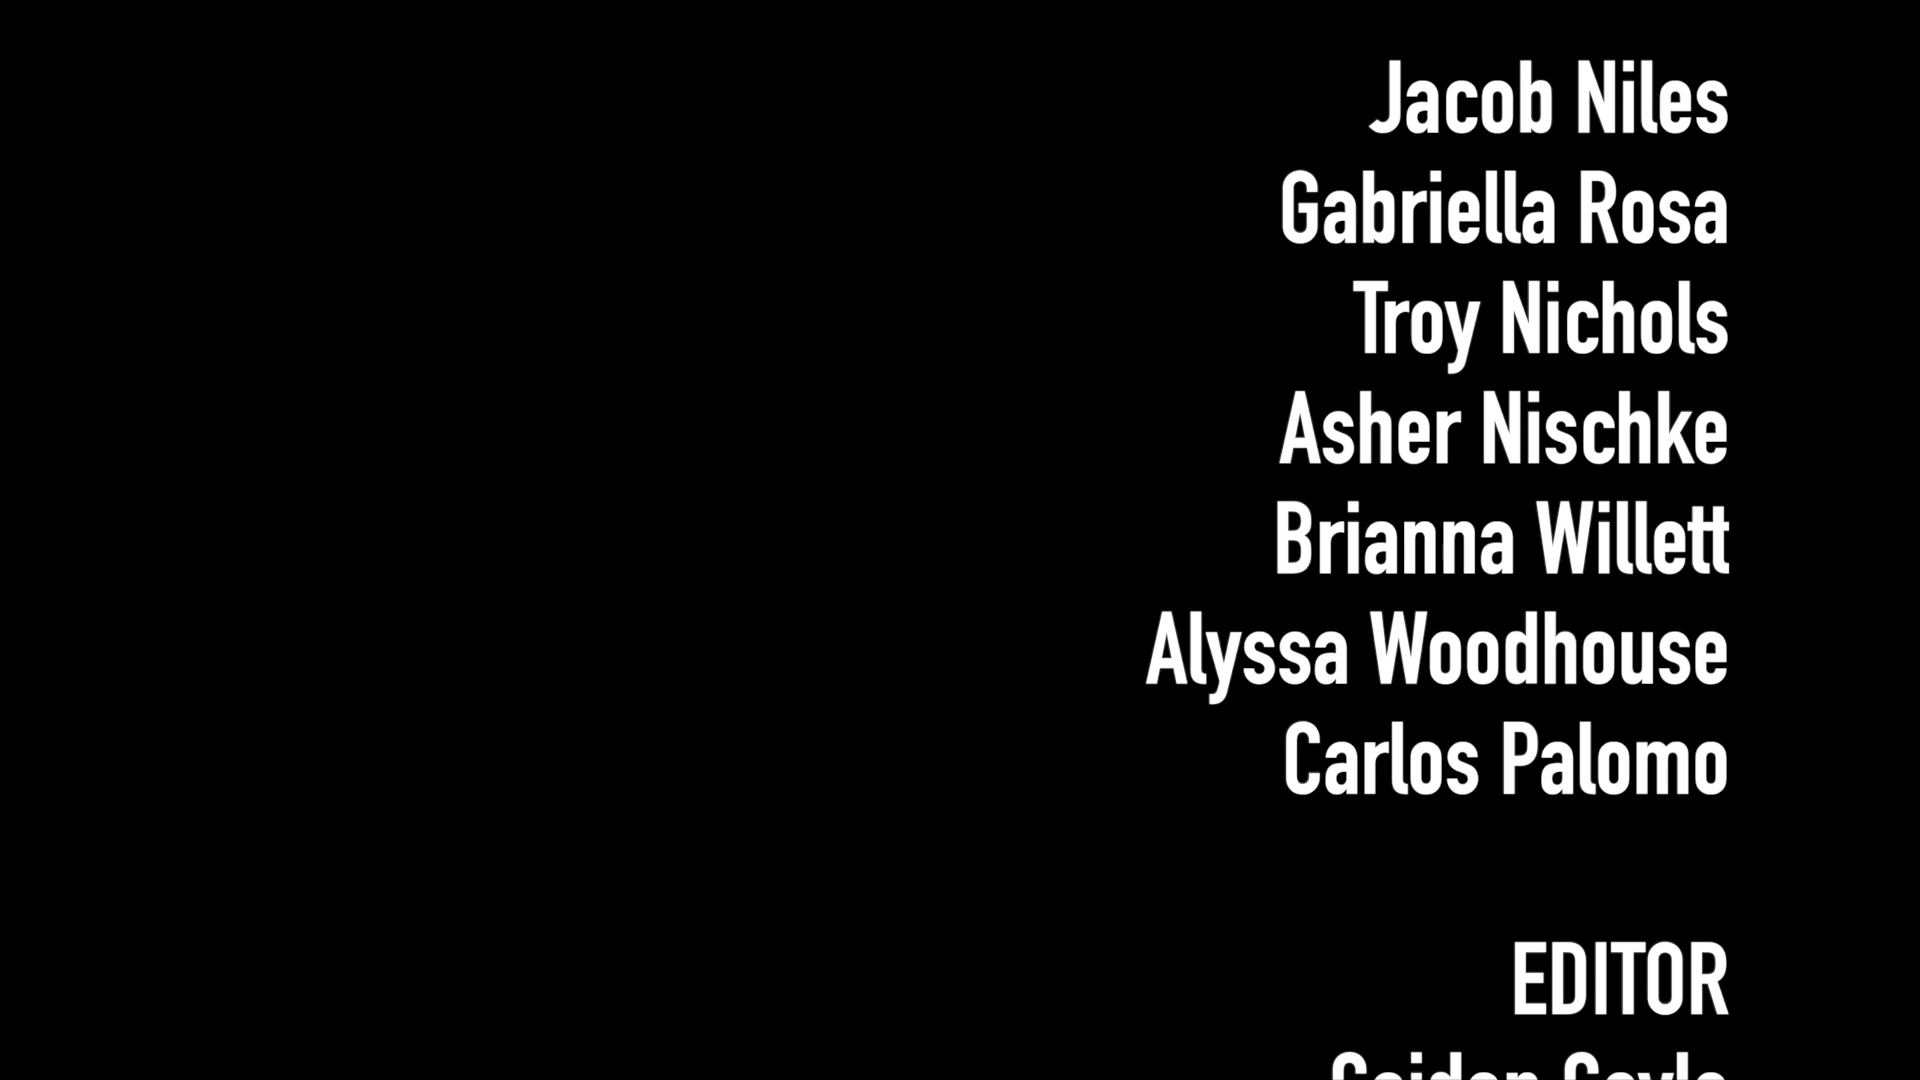 Jacob Niles
Gabriella Rosa
Troy Nichols
Asher Nischke
Brianna Willett
Alyssa Woodhouse
Carlos Palomo
EDITOR